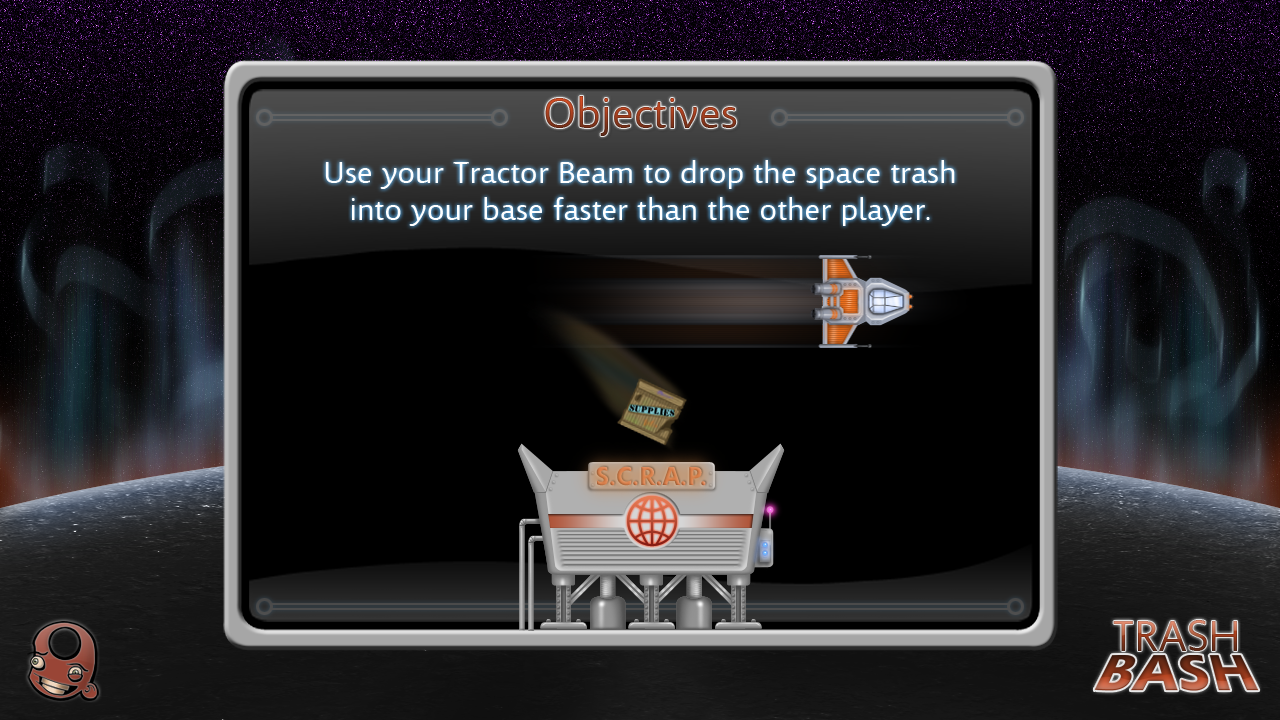 Objectives
Use your Tractor Beam to drop the space trash
into your base faster than the other player.
SUPPLIES
S.C.R.A.P.
TRASH
BASH